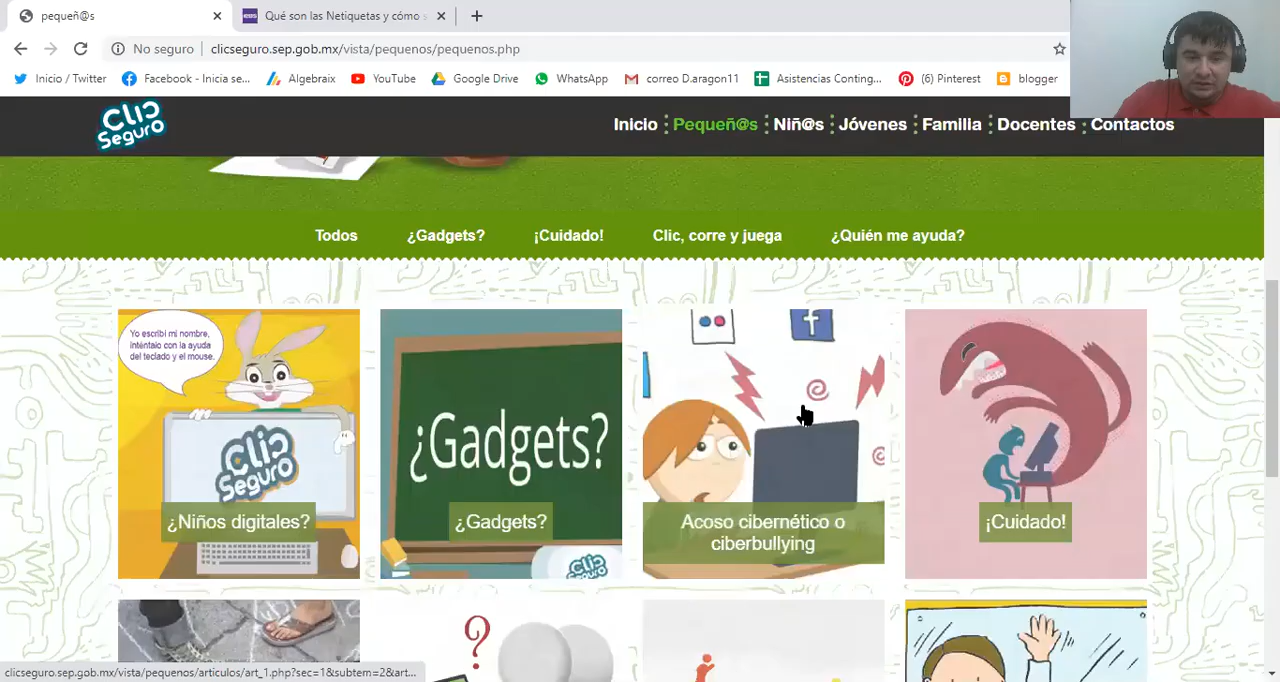 pequeñ@s
Qué son las Netiquetas y cómo s
No seguro
clicseguro.sep.gob.mx/vista/pequenos/pequenos.php
Inicio / Twitter
Facebook - Inicia se...
Algebraix
YouTube
Google Drive
WhatsApp
correo D.aragon11
Asistencias Conting...
(6) Pinterest
blogger
Clic
Seguro
Inicio
Pequeñ@s
Niñ@s
Jóvenes
Familia
Docentes
Contactos
Todos
¿Gadgets?
¡Cuidado!
Clic, corre y juega
¿Quién me ayuda?
Yo escribí mi nombre,
inténtalo con la ayuda
del teclado y el mouse.
Clic
Seguro
¿Niños digitales?
¿Gadgets?
¿Gadgets?
Clic
Seguro
Acoso cibernético o
ciberbullying
¡Cuidado!
clicseguro.sep.gob.mx/vista/pequenos/articulos/art_1.php?sec=1&subtem=2&art...